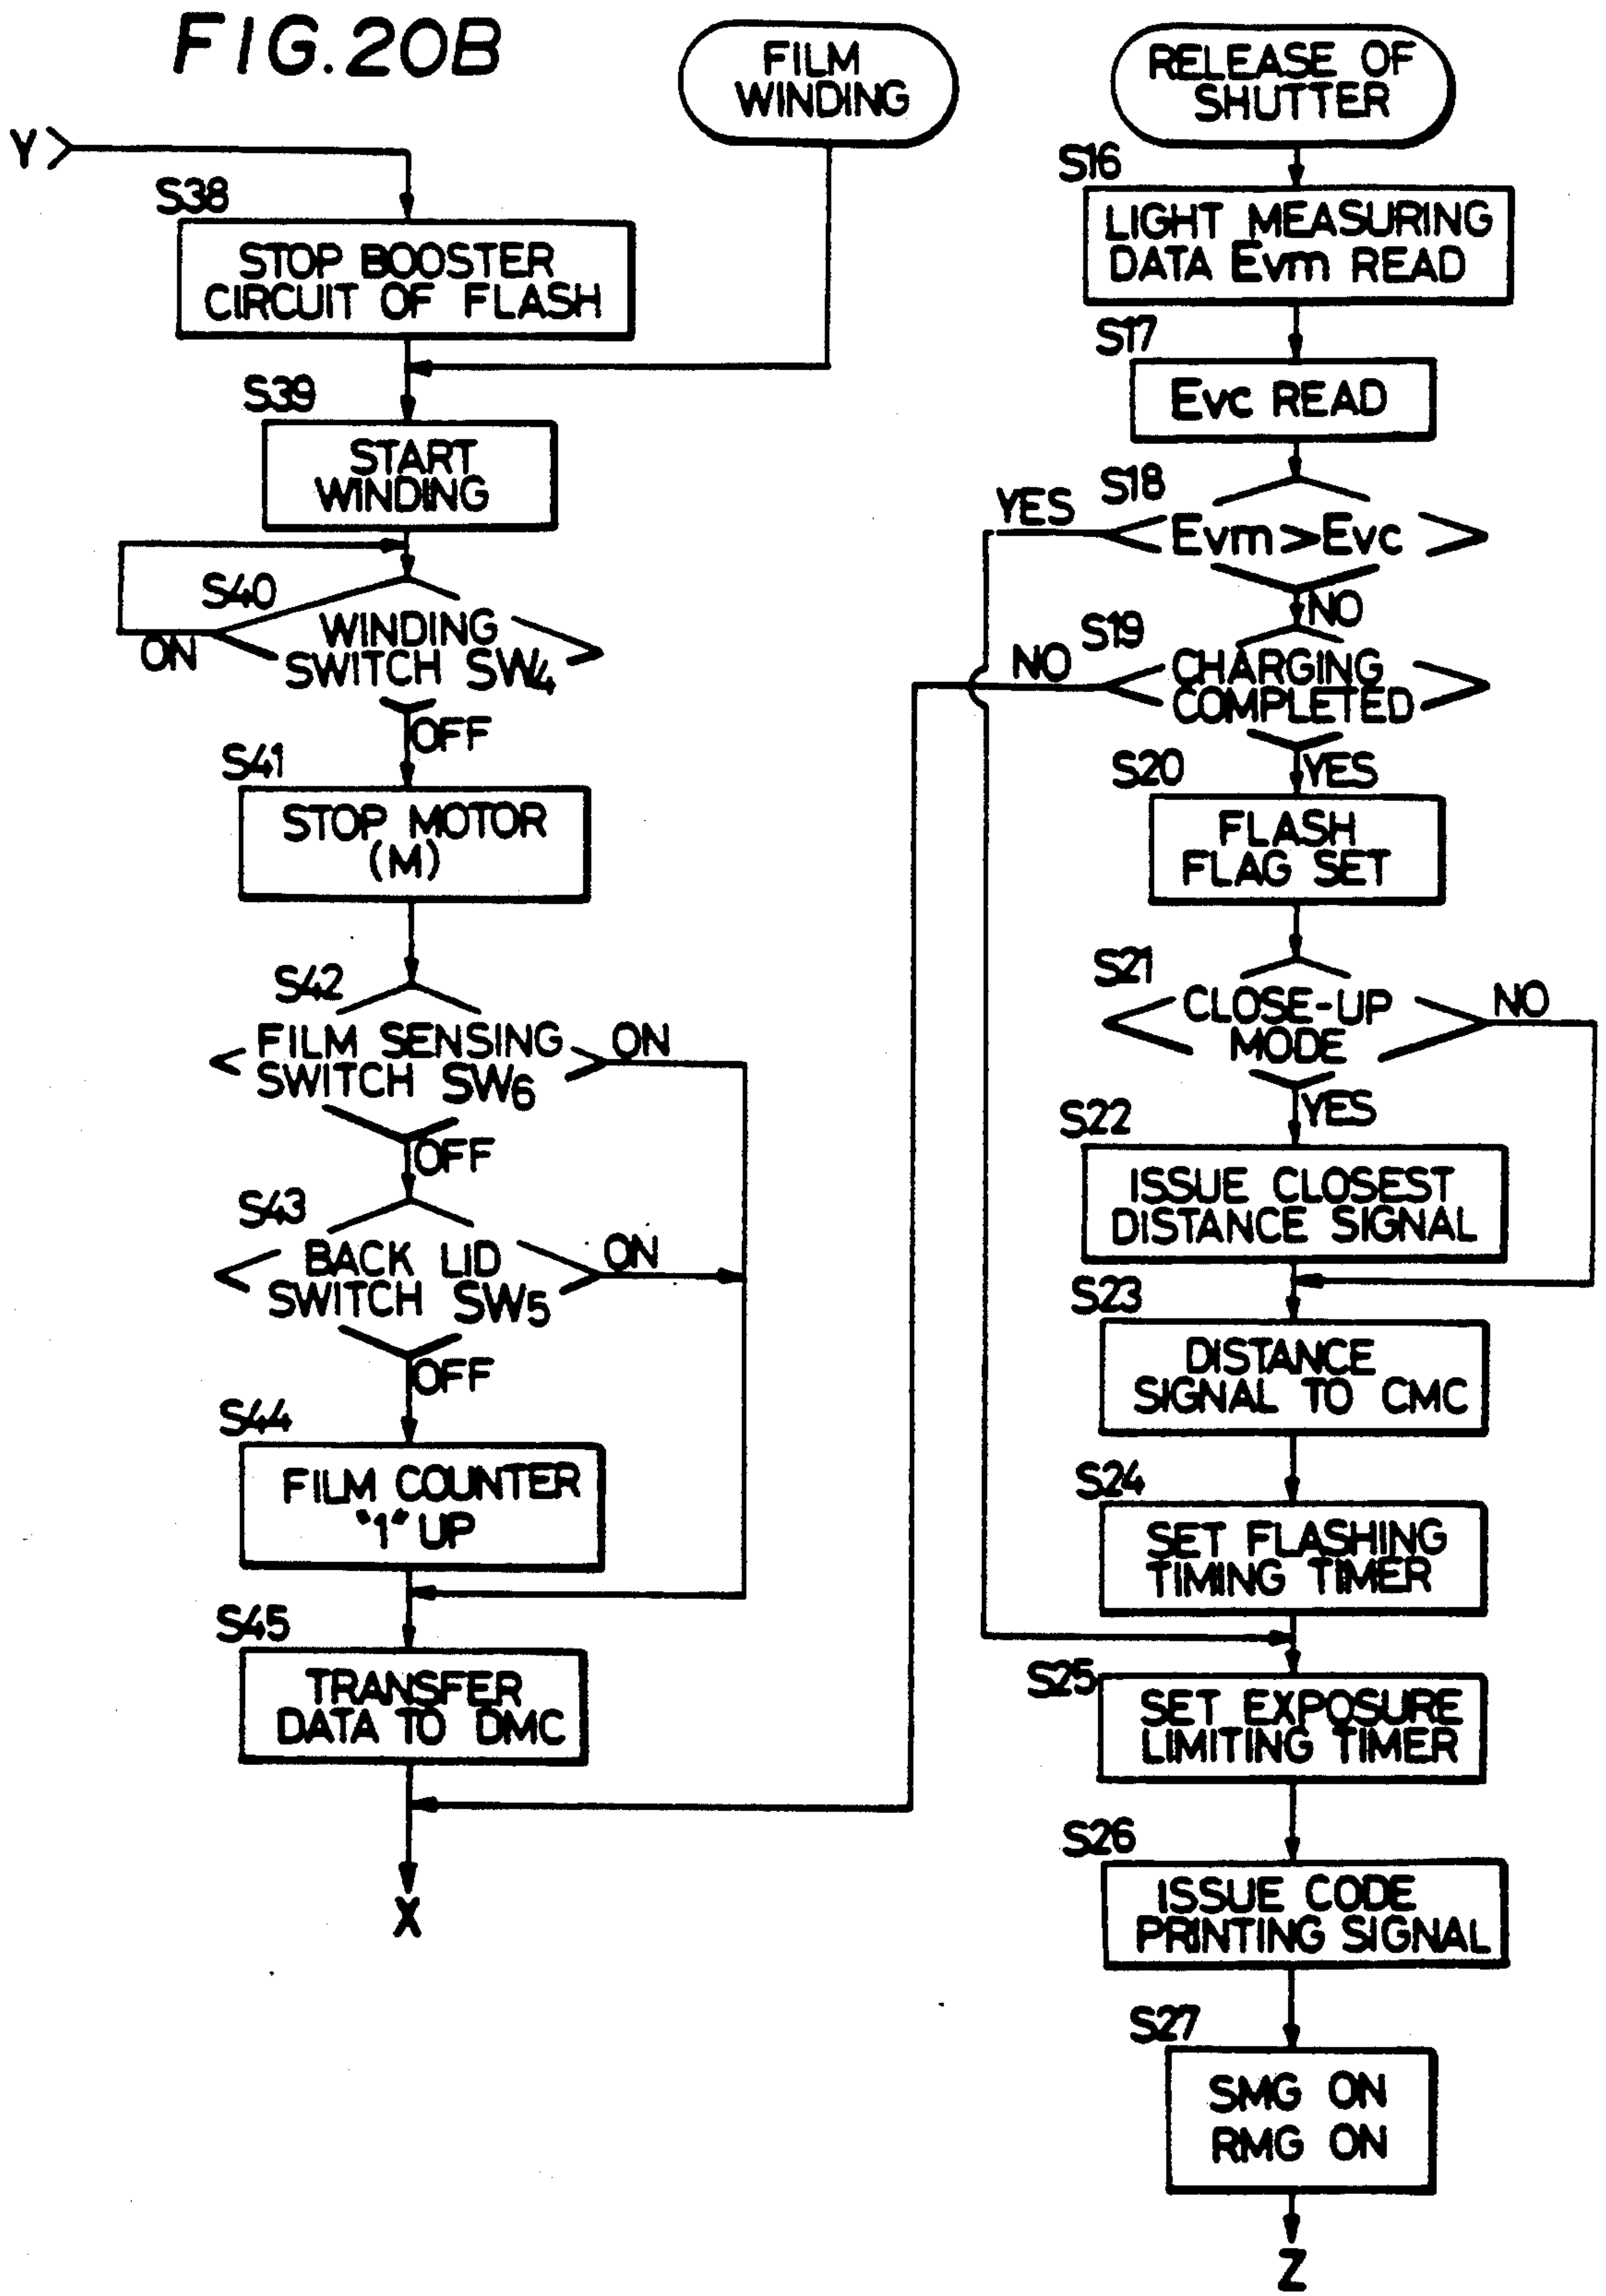 FIG.20B
Y
S38
STOP BOOSTER
CIRCUIT OF FLASH
FILM
WINDING
S39
START
WINDING
S40
WINDING
SWITCH SW4
ON
OFF
S41
STOP MOTOR
(M)
S42
FILM SENSING
SWITCH SW6
ON
OFF
S43
BACK LID
SWITCH SW5
ON
OFF
S44
FILM COUNTER
"1" UP
S45
TRANSFER
DATA TO DMC
X
RELEASE OF
SHUTTER
S16
LIGHT MEASURING
DATA Evm READ
S17
Evc READ
S18
YES
Evm>Evc
NO
S19
NO
CHARGING
COMPLETED
YES
S20
FLASH
FLAG SET
S21
CLOSE-UP
MODE
NO
YES
S22
ISSUE CLOSEST
DISTANCE SIGNAL
S23
DISTANCE
SIGNAL TO CMC
S24
SET FLASHING
TIMING TIMER
S25
SET EXPOSURE
LIMITING TIMER
S26
ISSUE CODE
PRINTING SIGNAL
S27
SMG ON
RMG ON
Z